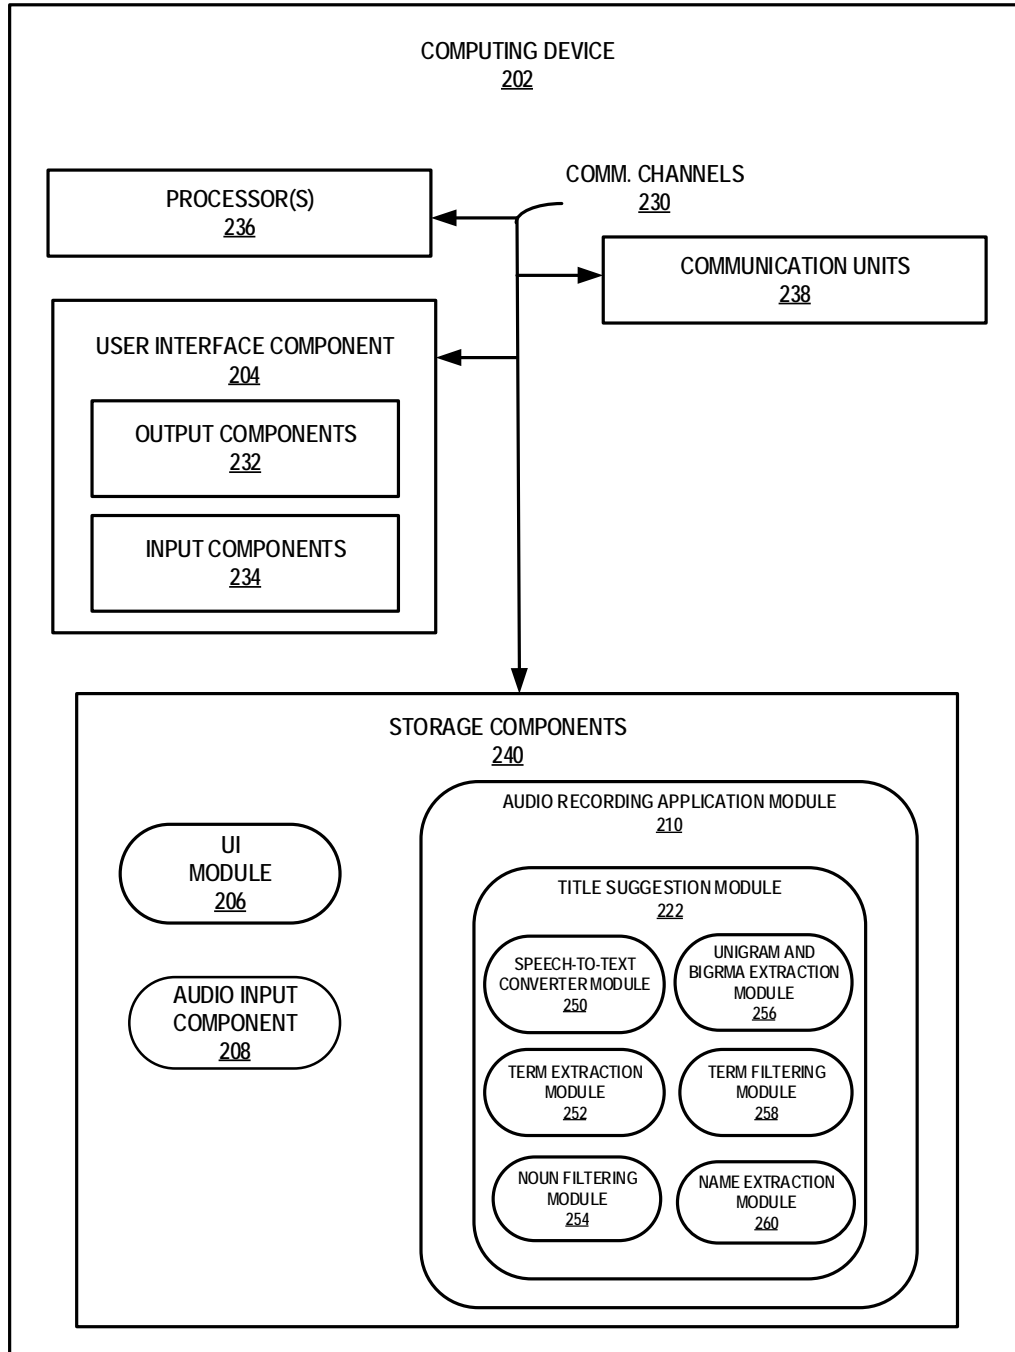 COMPUTING DEVICE
202
PROCESSOR(S)
236
COMM. CHANNELS
230
COMMUNICATION UNITS
238
USER INTERFACE COMPONENT
204
OUTPUT COMPONENTS
232
INPUT COMPONENTS
234
STORAGE COMPONENTS
240
UI
MODULE
206
AUDIO INPUT
COMPONENT
208
AUDIO RECORDING APPLICATION MODULE
210
TITLE SUGGESTION MODULE
222
SPEECH-TO-TEXT
CONVERTER MODULE
250
UNIGRAM AND
BIGRMA EXTRACTION
MODULE
256
TERM EXTRACTION
MODULE
252
TERM FILTERING
MODULE
258
NOUN FILTERING
MODULE
254
NAME EXTRACTION
MODULE
260